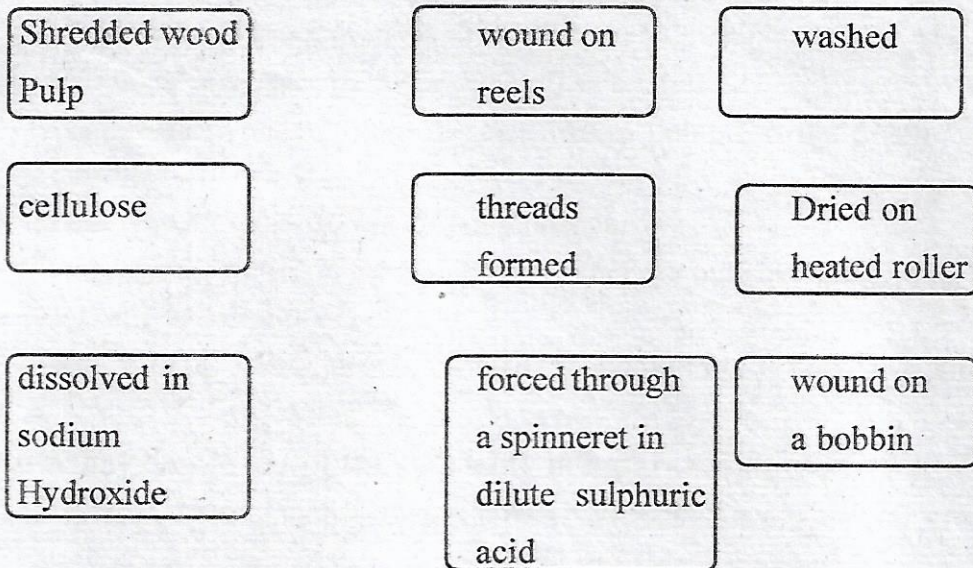 Shredded wood
Pulp
cellulose
dissolved in
sodium
Hydroxide
wound on
reels
threads
formed
forced through
a spinneret in
dilute sulphuric
acid
washed
Dried on
heated roller
wound on
a bobbin